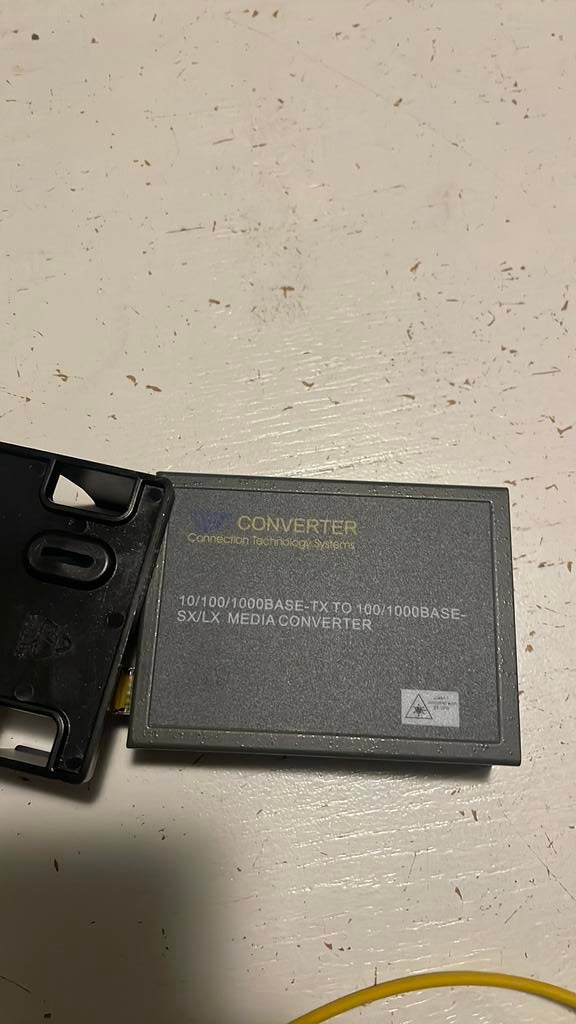 CONVERTER
Connection Technology Systems
10/100/1000BASE-TX TO 100/1000BASE-
SX/LX MEDIA CONVERTER